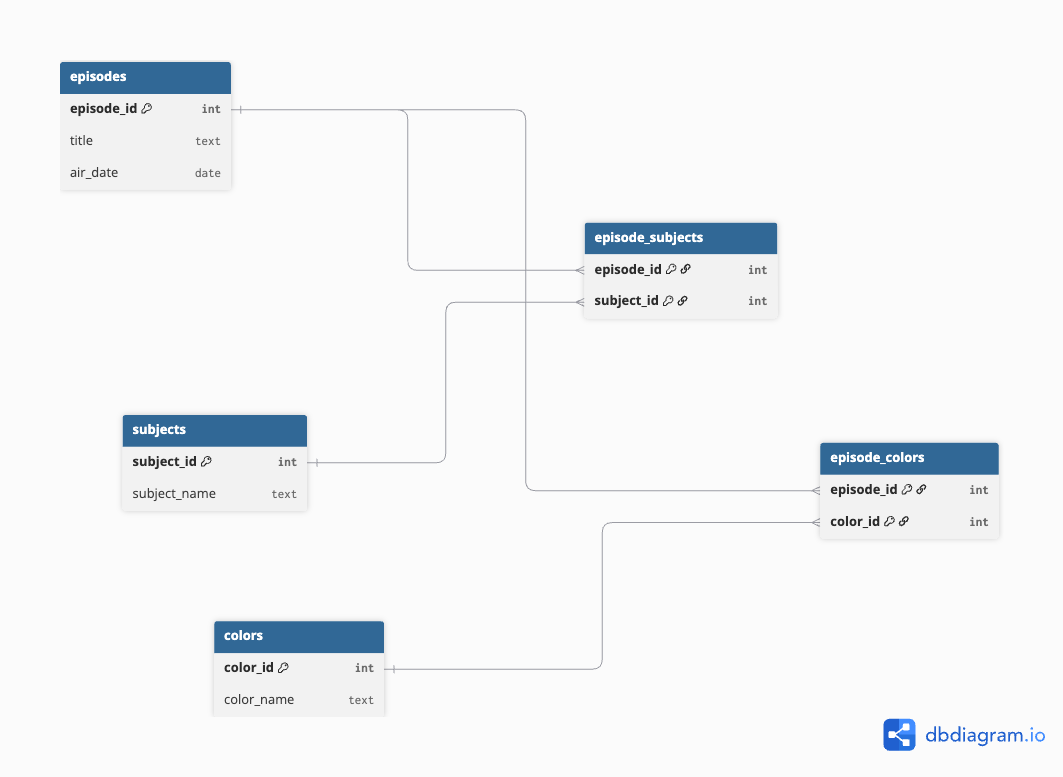 episodes
episode_id int
title text
air_date date
episode_subjects
episode_id int
subject_id int
subjects
subject_id int
subject_name text
episode_colors
episode_id int
color_id int
colors
color_id int
color_name text
dbdiagram.io